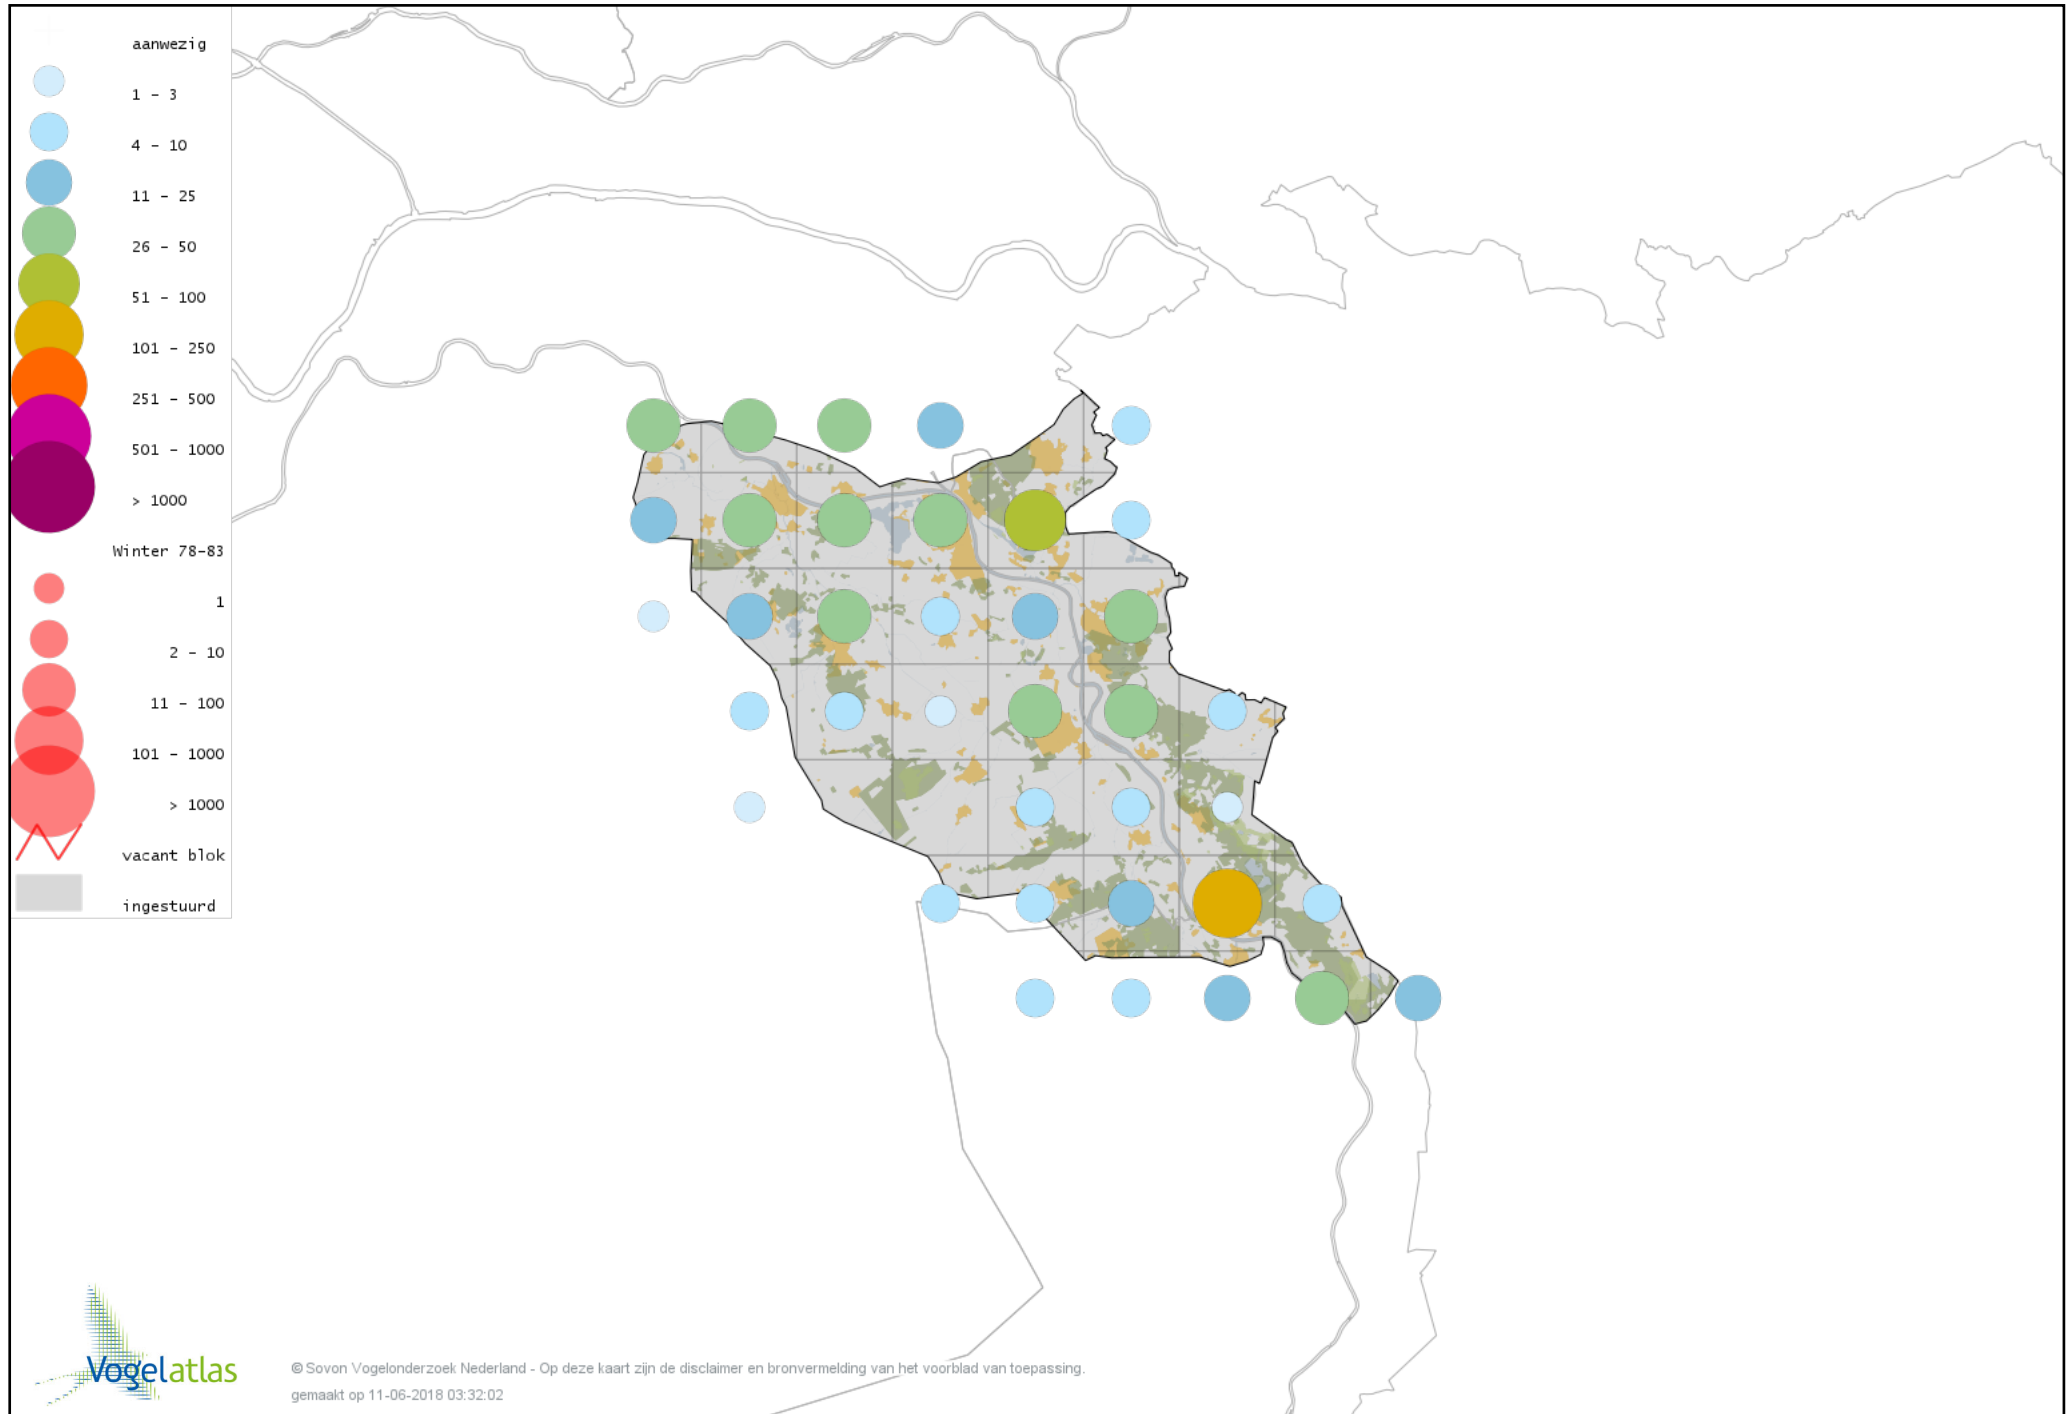 aanwezig
1 - 3
4 - 10
11 - 25
26 - 50
51 - 100
101 - 250
251 - 500
501 - 1000
> 1000
Winter 78-83
1
2 - 10
11 - 100
101 - 1000
> 1000
vacant blok
ingestuurd
Vogelatlas
© Sovon Vogelonderzoek Nederland - Op deze kaart zijn de disclaimer en bronvermelding van het voorblad van toepassing.
gemaakt op 11-06-2018 03:32:02